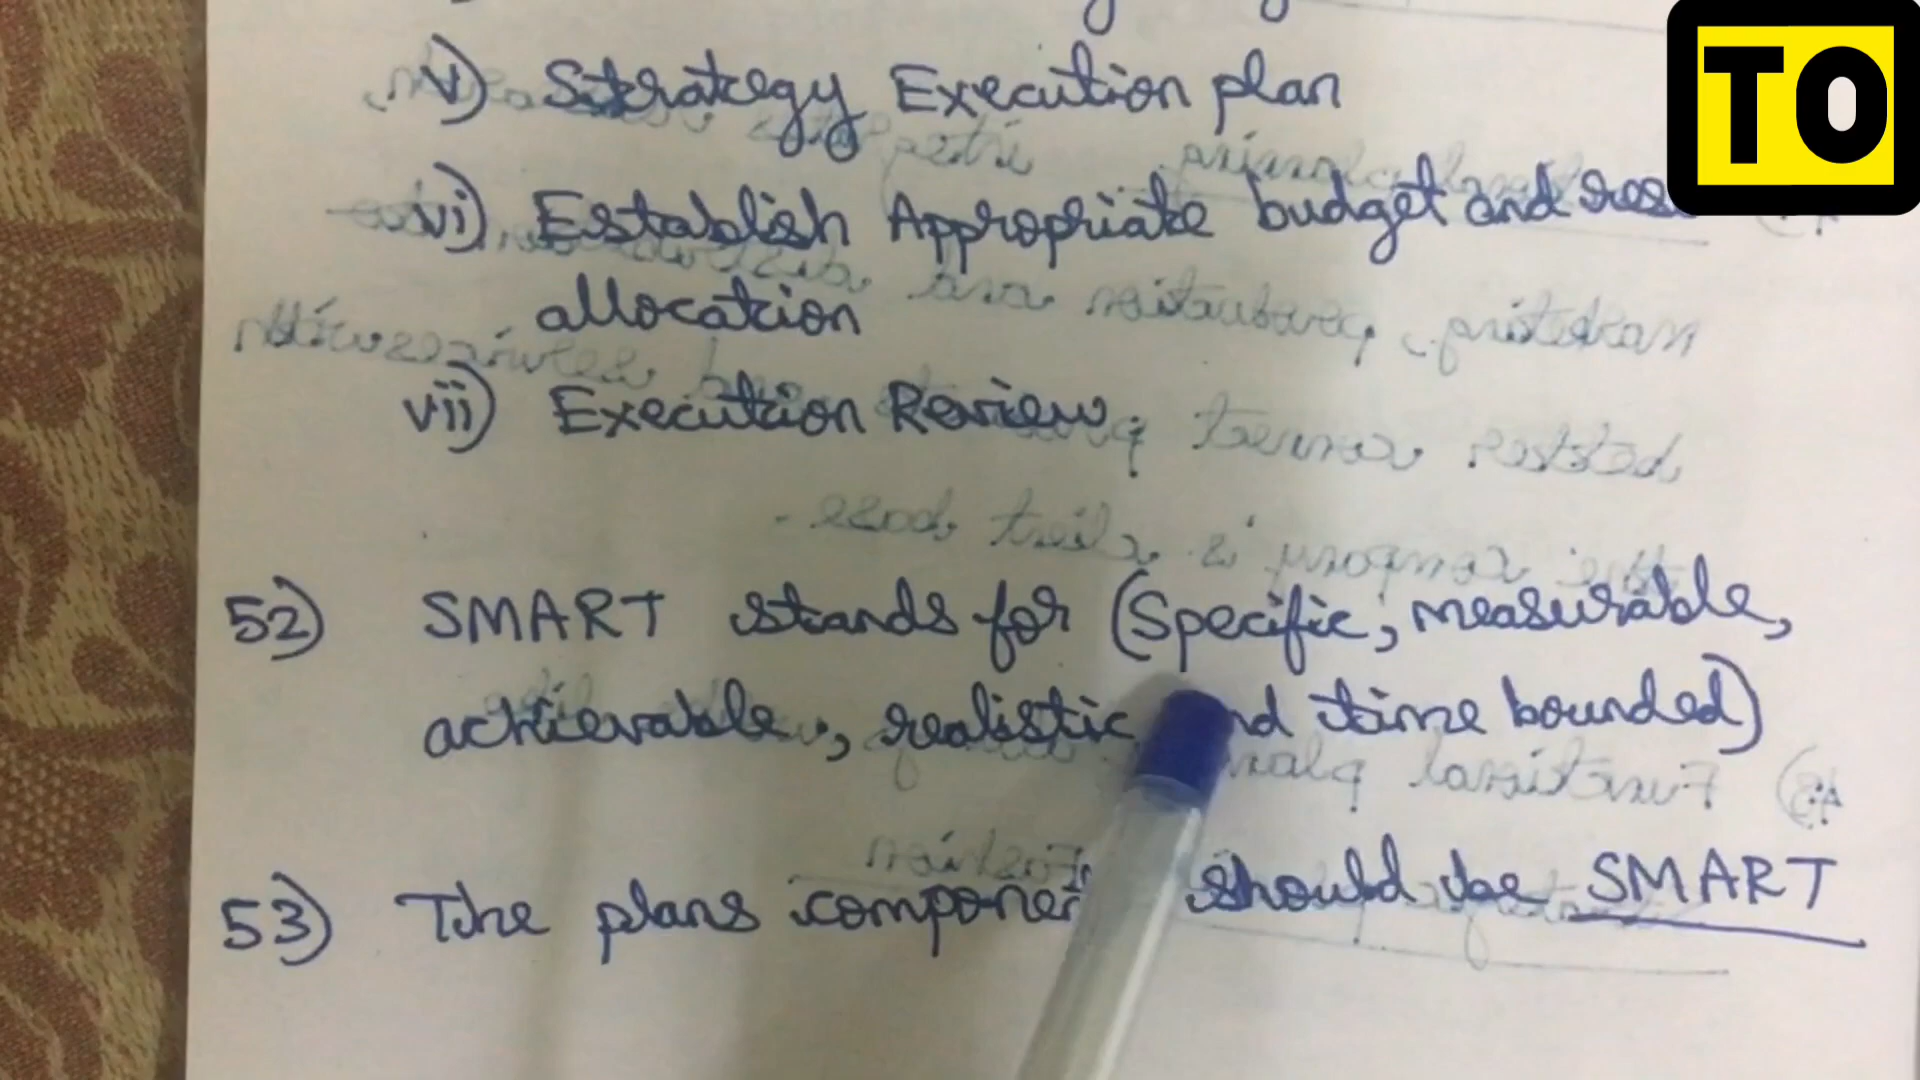 v) Strategy Execution plan
vi) Establish Appropriate budget and
allocation
vii) Execution Review.
52) SMART stands for (Specific, measurable,
achievable, realistic and time bounded)
53) The plans should be SMART
TO